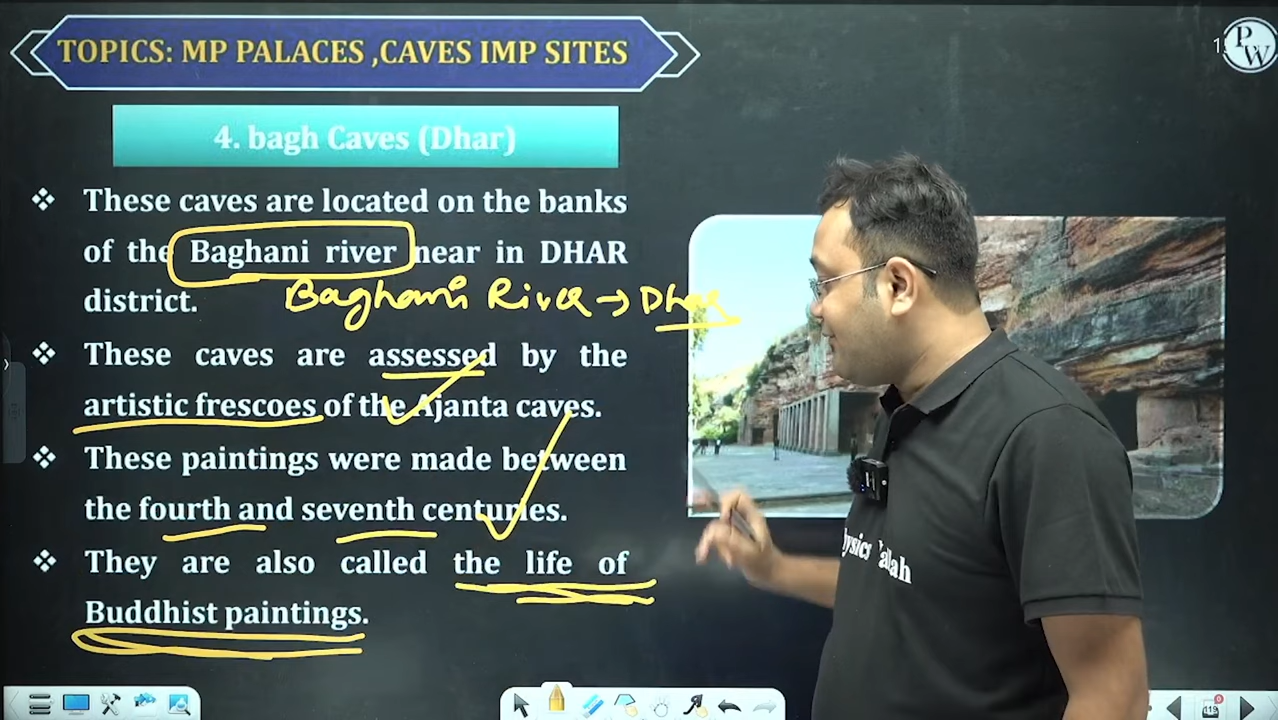 TOPICS: MP PALACES ,CAVES IMP SITES
PW
4. bagh Caves (Dhar)
These caves are located on the banks
of the Baghani river near in DHAR
district.
Baghani River → Dhar
These caves are assessed by the
artistic frescoes of the Ajanta caves.
These paintings were made between
the fourth and seventh centuries.
They are also called the life of
Buddhist paintings.
119